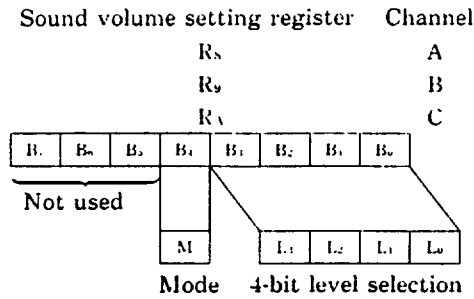 Sound volume setting register Channel
R₈ A
R₉ B
R_A C
B₇ B₆ B₅ B₄ B₃ B₂ B₁ B₀
Not used
M L₃ L₂ L₁ L₀
Mode 4-bit level selection